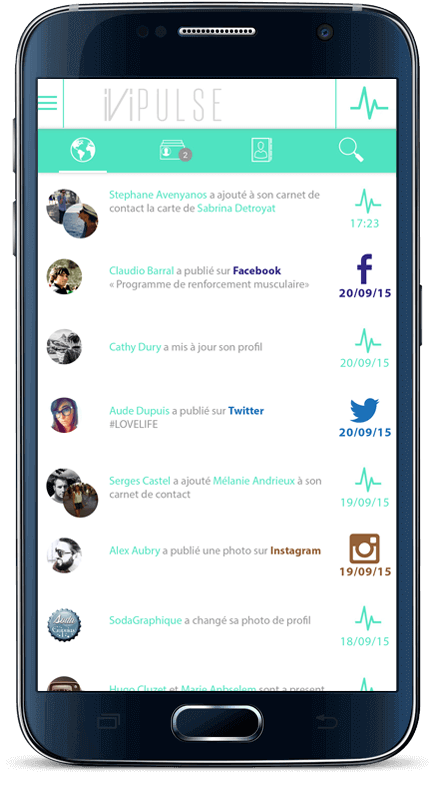 iViPULSE
2
Stephane Avenyanos a ajouté à son carnet de
contact la carte de Sabrina Detroyat
17:23
Claudio Barral a publié sur Facebook
« Programme de renforcement musculaire»
20/09/15
Cathy Dury a mis à jour son profil
20/09/15
Aude Dupuis a publié sur Twitter
#LOVELIFE
20/09/15
Serges Castel a ajouté Mélanie Andrieux à son
carnet de contact
19/09/15
Alex Aubry a publié une photo sur Instagram
19/09/15
Soda
SodaGraphique a changé sa photo de profil
18/09/15
Hugo Cluzet et Marie Anbselem sont a present